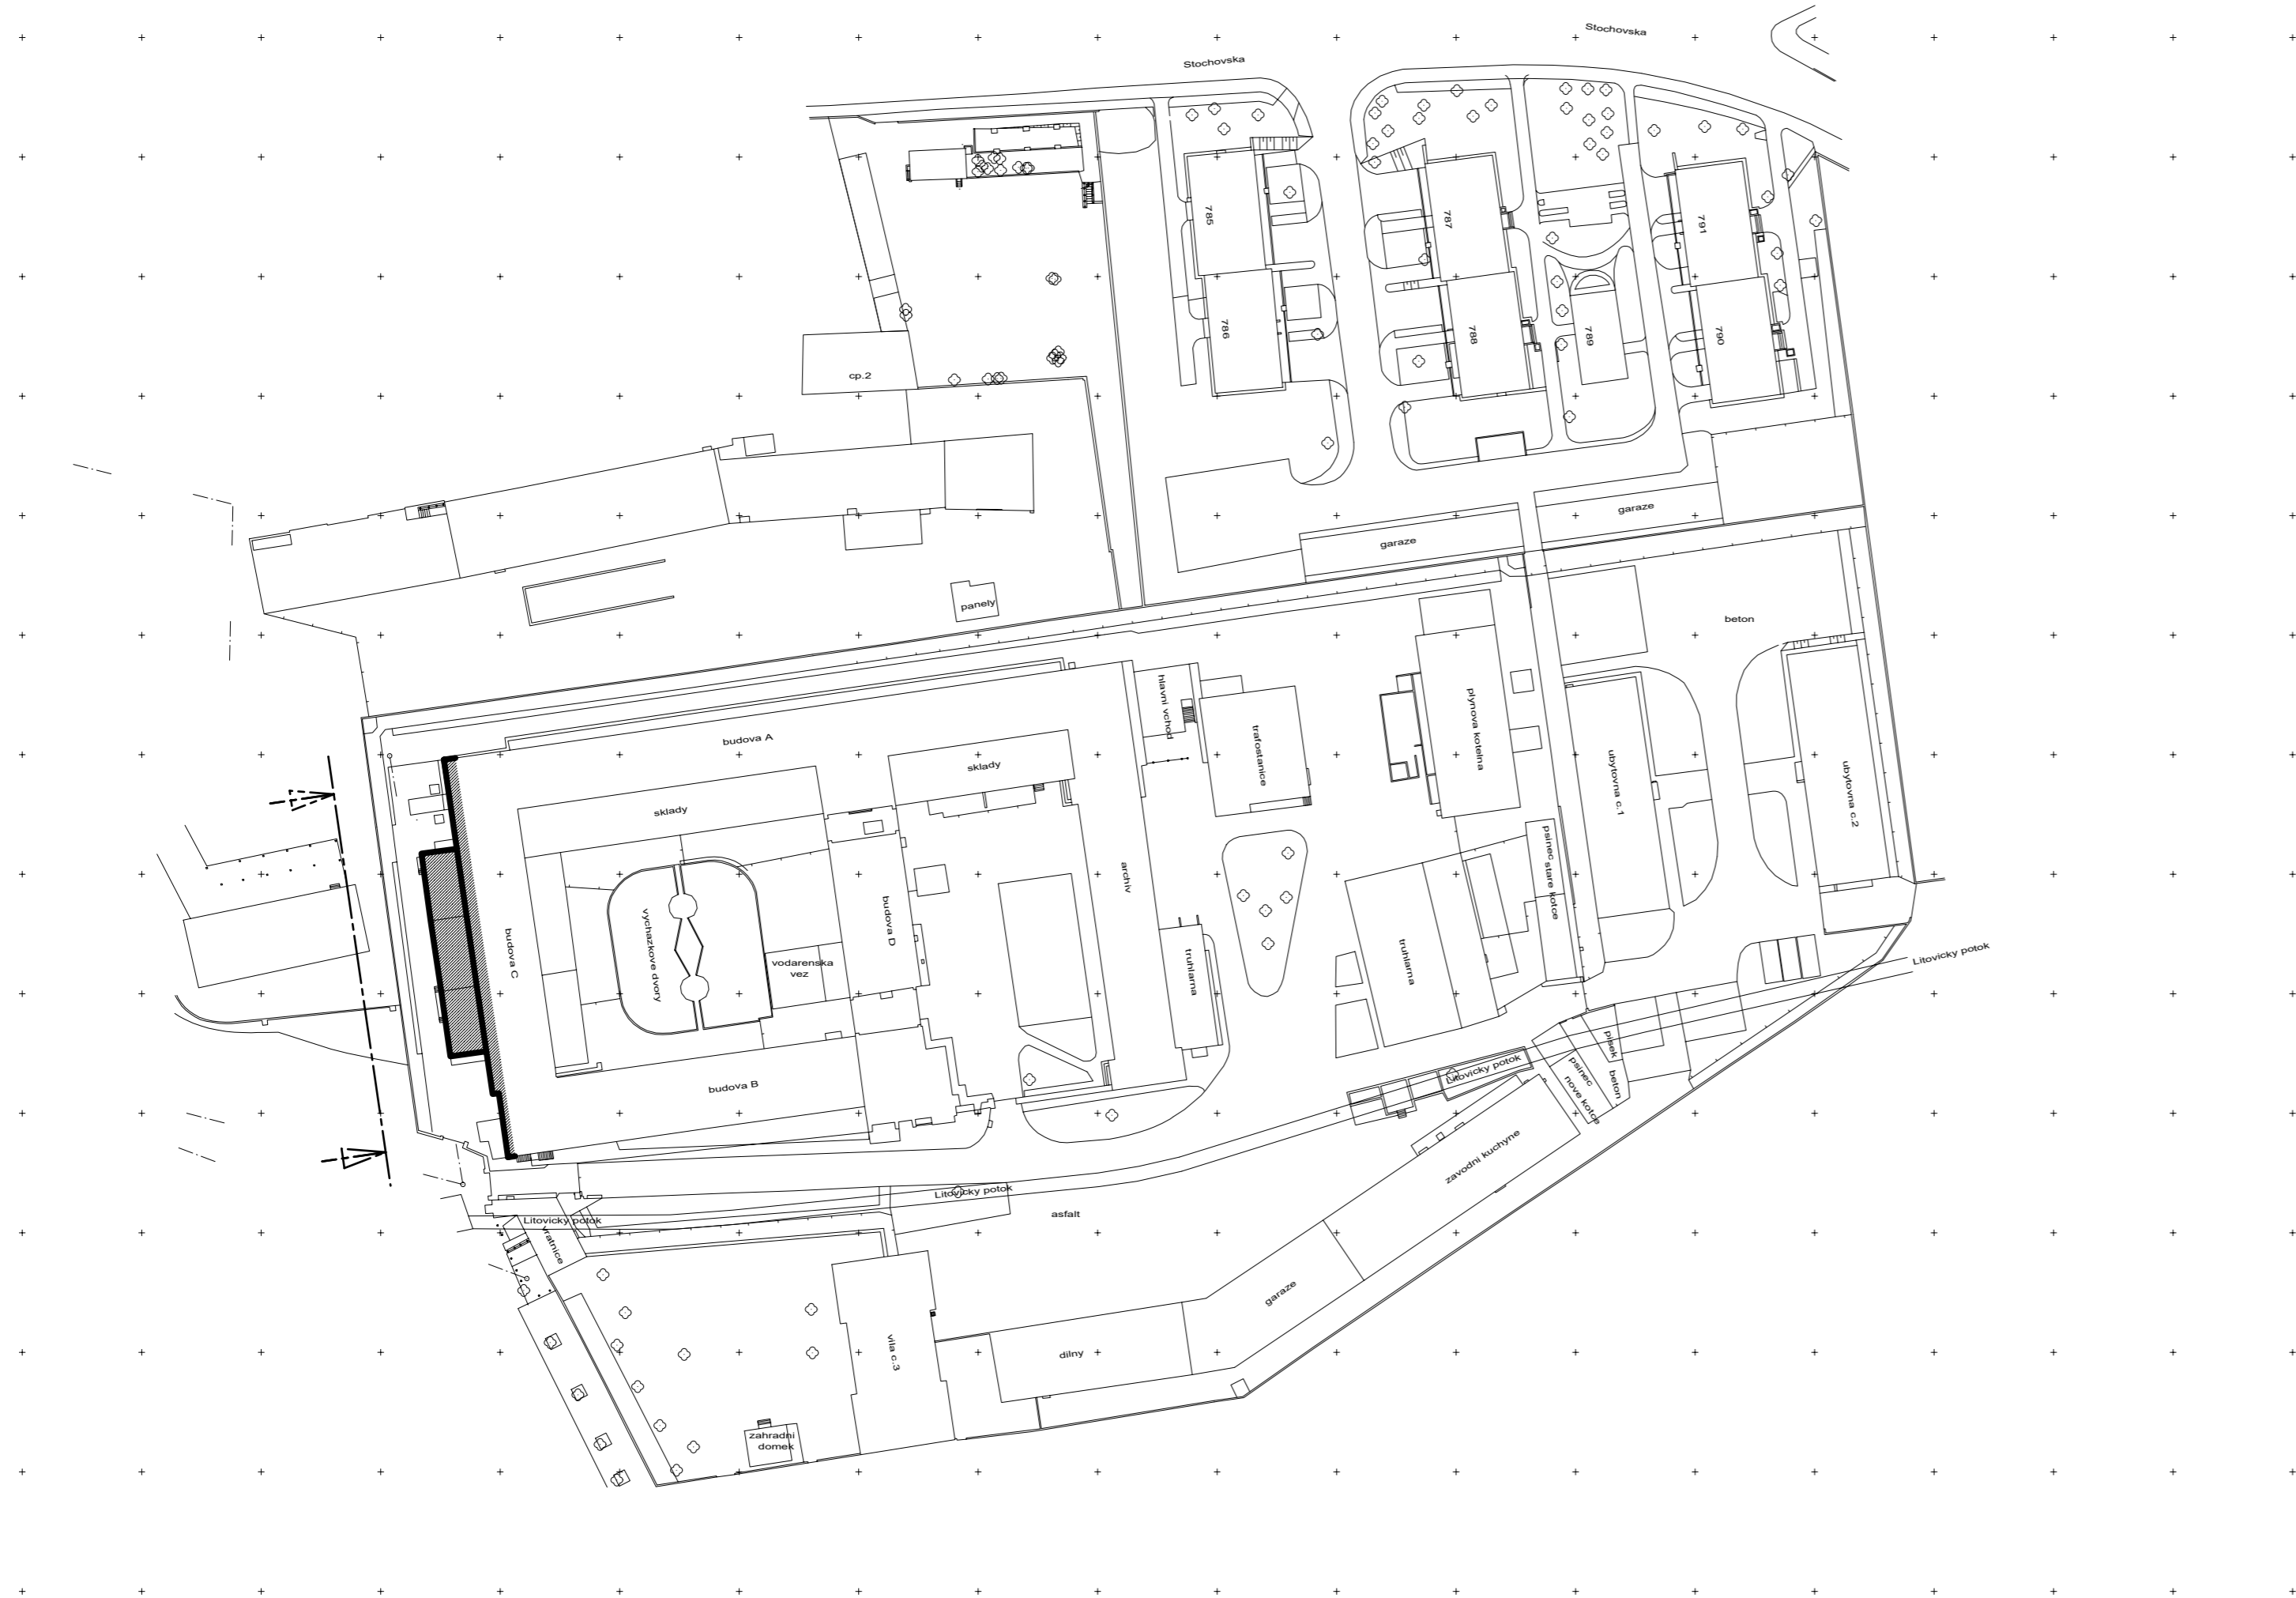 Stochovska
Stochovska
785
787
791
786
788
789
790
cp.2
garaze
garaze
panely
beton
hlavni vchod
plynova kotelna
trafostanice
budova A
sklady
sklady
ubytovna c.1
ubytovna c.2
psinec stare kotce
archiv
budova C
vychazkove dvory
budova D
vodarenska
vez
truhlarna
truhlarna
Litovicky potok
pisek
beton
psinec
nove kotce
Litovicky potok
budova B
zavodni kuchyne
Litovicky potok
Litovicky potok
asfalt
vratnice
garaze
vila c.3
dilny
zahradni
domek